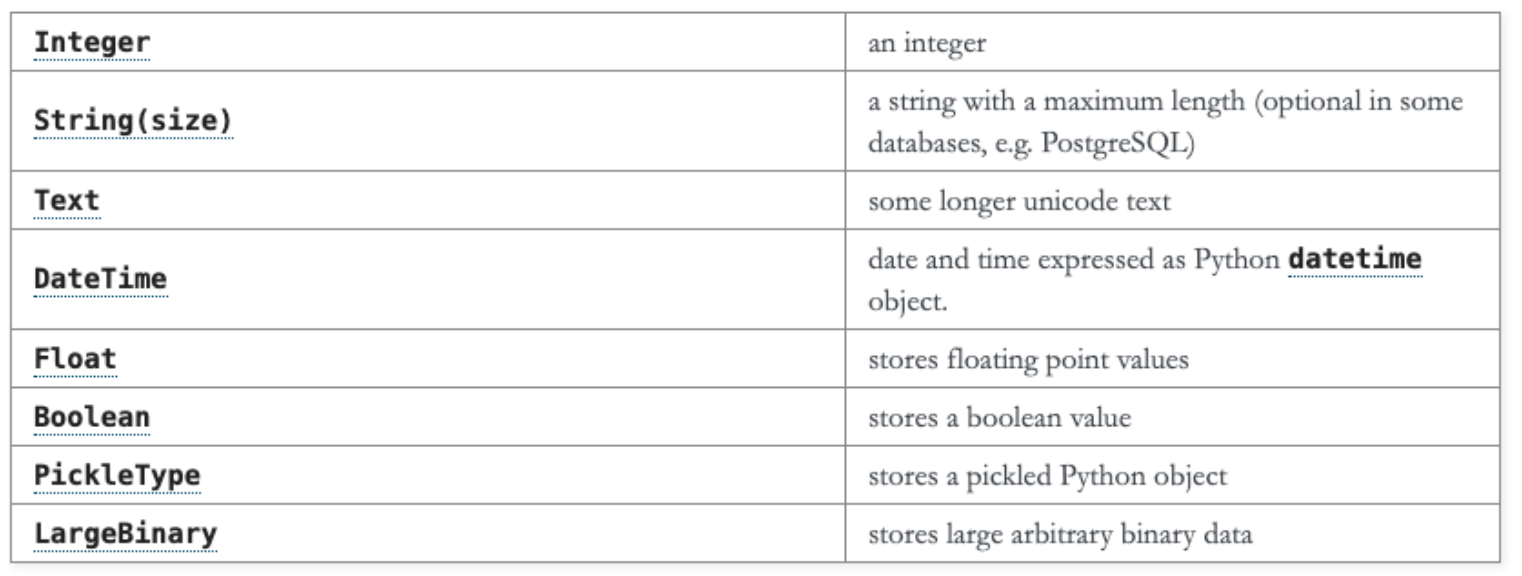 Integer
an integer
String(size)
a string with a maximum length (optional in some
databases, e.g. PostgreSQL)
Text
some longer unicode text
DateTime
date and time expressed as Python datetime
object.
Float
stores floating point values
Boolean
stores a boolean value
PickleType
stores a pickled Python object
LargeBinary
stores large arbitrary binary data